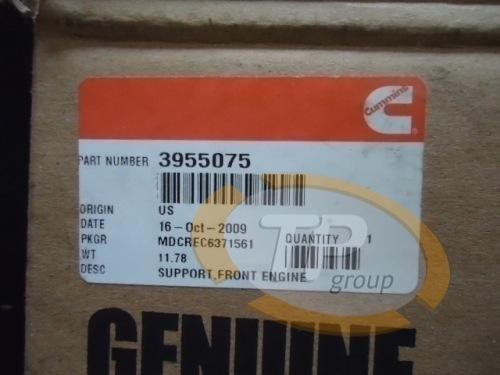 Cummins
PART NUMBER 3955075
ORIGIN US
DATE 16-Oct-2009
PKGR MDCREC6371561 QUANTITY 1
WT 11.78
DESC SUPPORT,FRONT ENGINE
TP
group
GENUINE